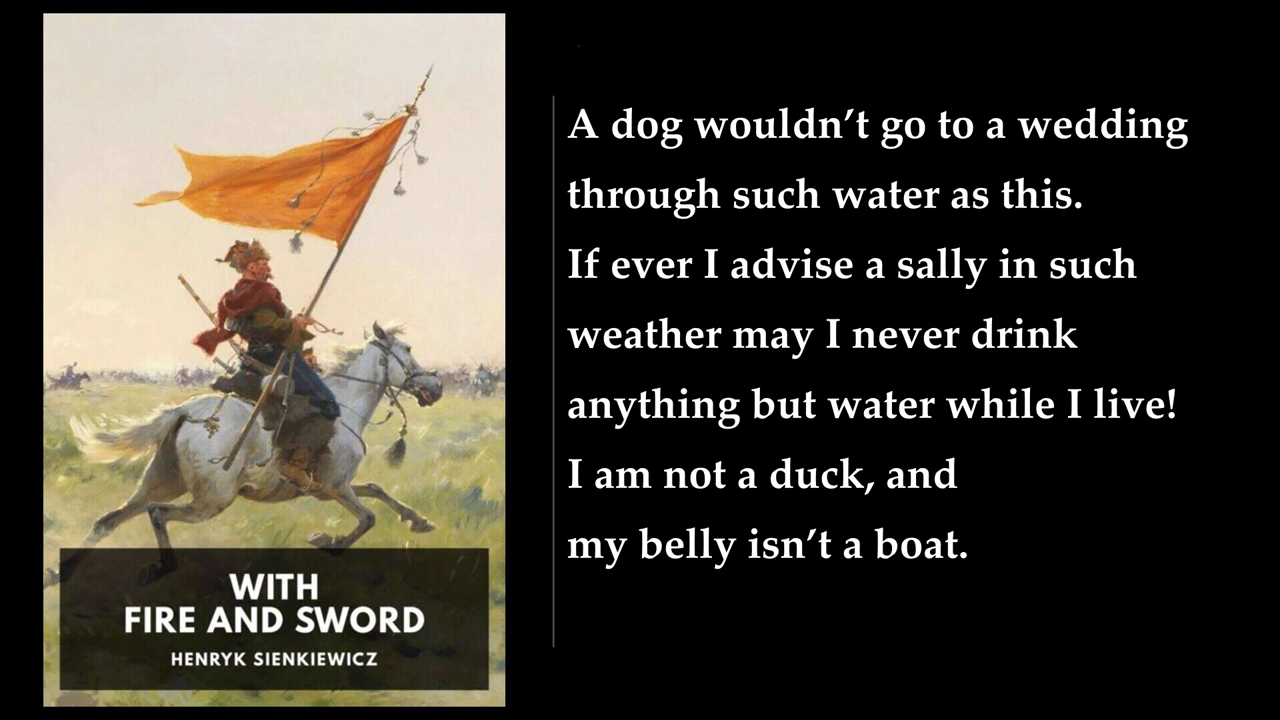 WITH
FIRE AND SWORD
HENRYK SIENKIEWICZ
A dog wouldn’t go to a wedding
through such water as this.
If ever I advise a sally in such
weather may I never drink
anything but water while I live!
I am not a duck, and
my belly isn’t a boat.